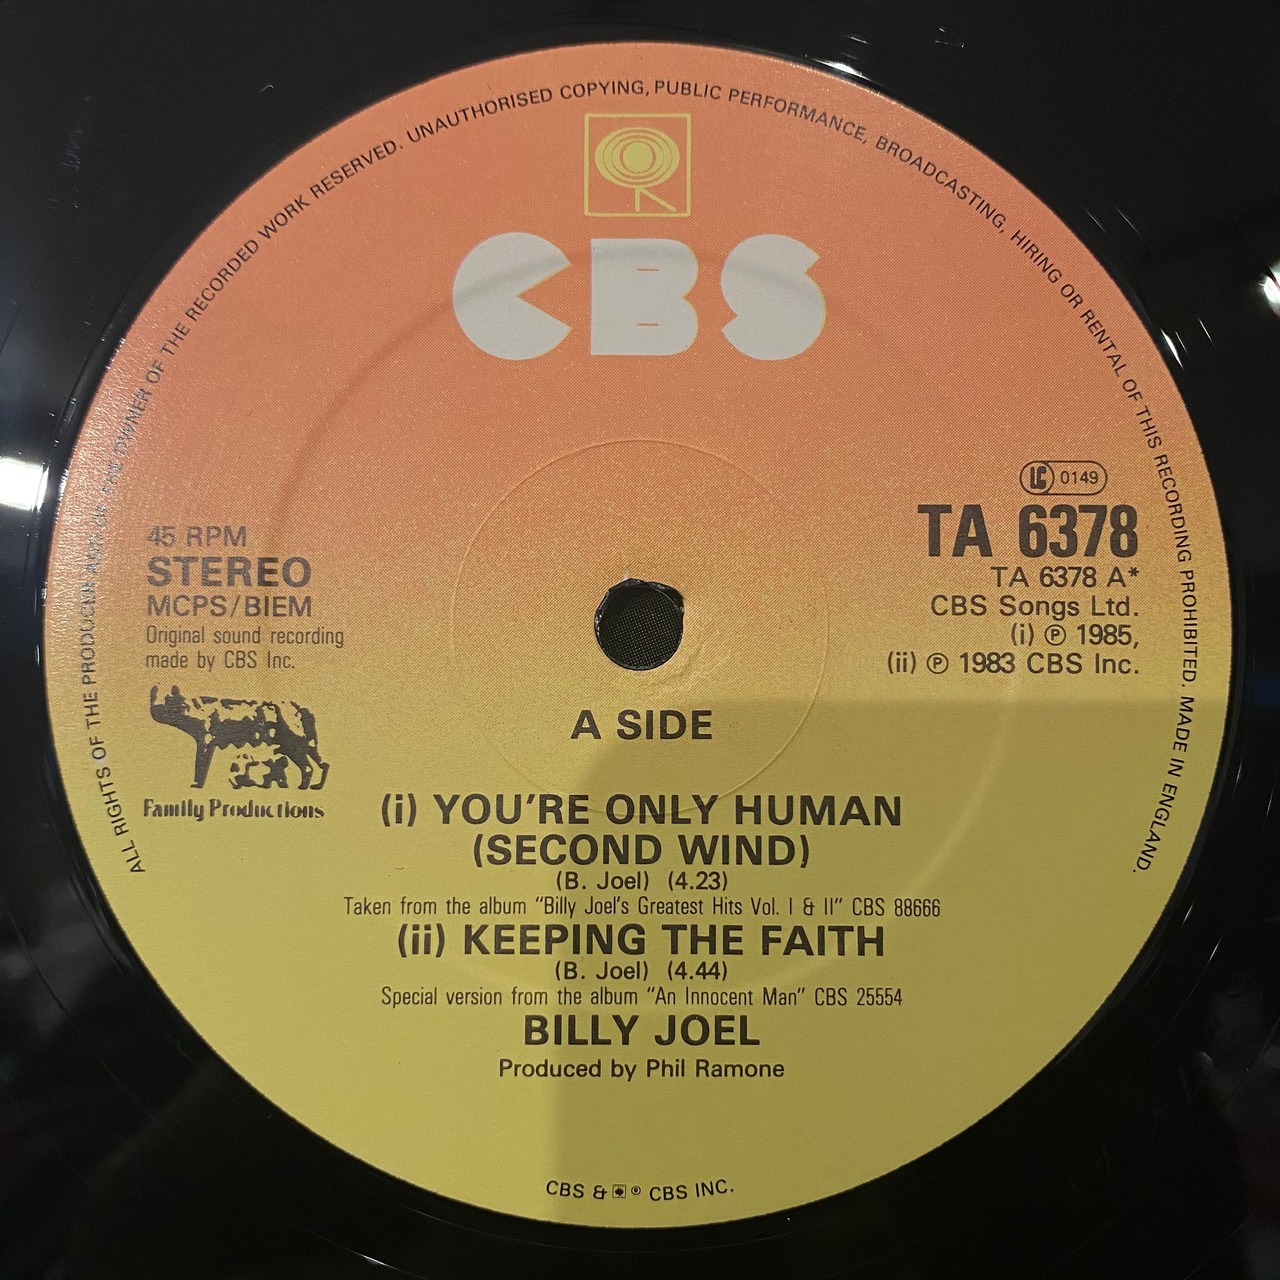 ALL RIGHTS OF THE PRODUCER AND OF THE OWNER OF THE RECORDED WORK RESERVED. UNAUTHORISED COPYING, PUBLIC PERFORMANCE, BROADCASTING, HIRING OR RENTAL OF THIS RECORDING PROHIBITED. MADE IN ENGLAND.
CBS
LC 0149
TA 6378
TA 6378 A*
CBS Songs Ltd.
(i) ℗ 1985,
(ii) ℗ 1983 CBS Inc.
45 RPM
STEREO
MCPS/BIEM
Original sound recording
made by CBS Inc.
Family Productions
A SIDE
(i) YOU'RE ONLY HUMAN
(SECOND WIND)
(B. Joel) (4.23)
Taken from the album "Billy Joel's Greatest Hits Vol. I & II" CBS 88666
(ii) KEEPING THE FAITH
(B. Joel) (4.44)
Special version from the album "An Innocent Man" CBS 25554
BILLY JOEL
Produced by Phil Ramone
CBS & ® CBS INC.